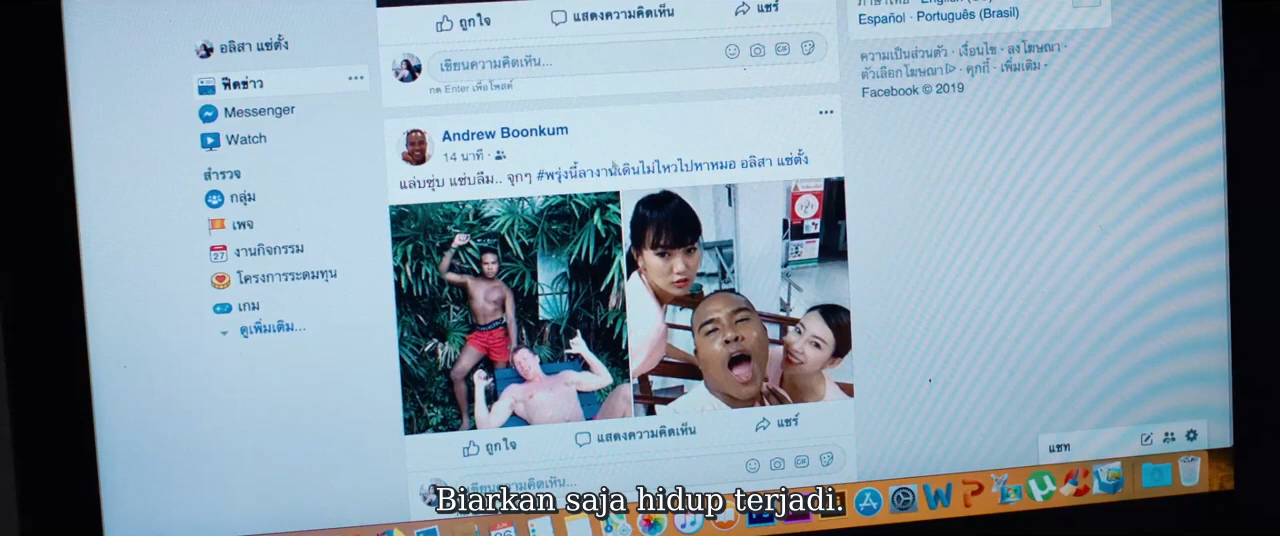 ถูกใจ
แสดงความคิดเห็น
แชร์
Español · Português (Brasil)
อลิสา แซ่ตั้ง
เขียนความคิดเห็น...
GIF
กด Enter เพื่อโพสต์
ความเป็นส่วนตัว · เงื่อนไข · ลงโฆษณา ·
ตัวเลือกโฆษณา · คุกกี้ · เพิ่มเติม ·
Facebook © 2019
ฟีดข่าว
Messenger
Watch
สำรวจ
กลุ่ม
เพจ
27
งานกิจกรรม
โครงการระดมทุน
เกม
ดูเพิ่มเติม...
Andrew Boonkum
14 นาที ·
แล่บซุ่บ แซ่บลืม.. จุกๆ #พรุ่งนี้ลางานเดินไม่ไหวไปหาหมอ อลิสา แซ่ตั้ง
ถูกใจ
แสดงความคิดเห็น
แชร์
GIF
แชท
Biarkan saja hidup terjadi.